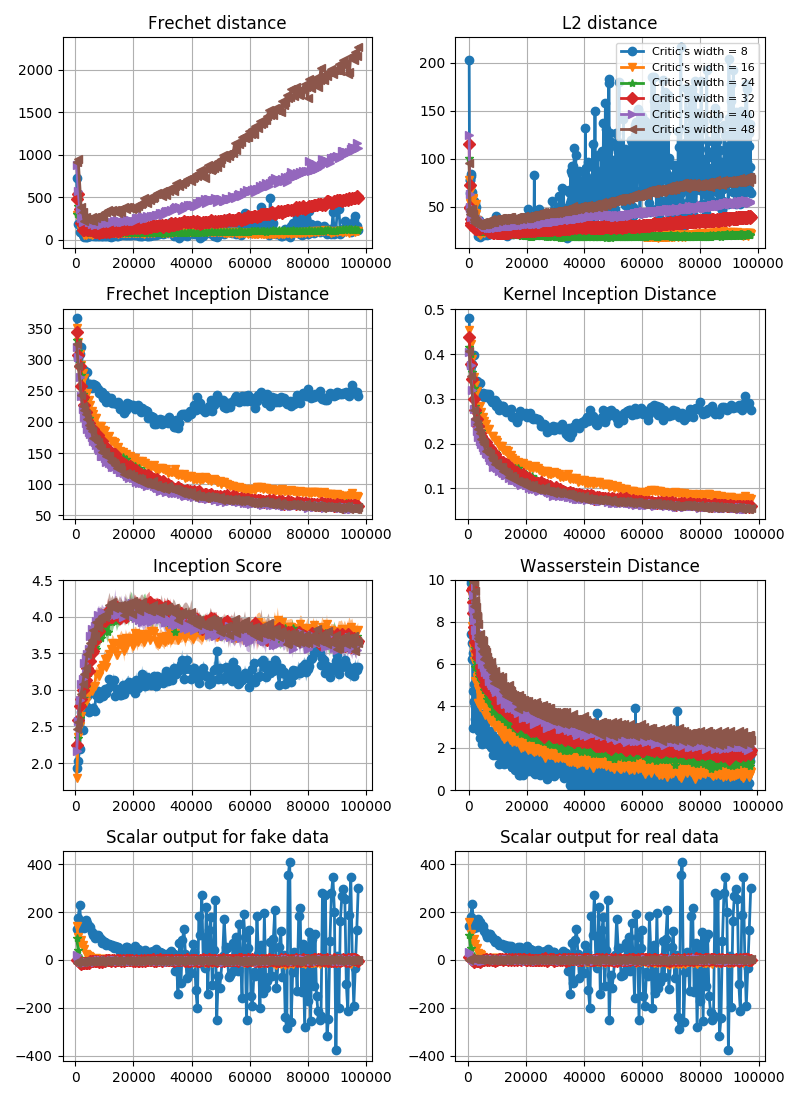 Frechet distance
2000
1500
1000
500
0
0 20000 40000 60000 80000 100000
L2 distance
200
150
100
50
0 20000 40000 60000 80000 100000
Critic's width = 8
Critic's width = 16
Critic's width = 24
Critic's width = 32
Critic's width = 40
Critic's width = 48
Frechet Inception Distance
350
300
250
200
150
100
50
0 20000 40000 60000 80000 100000
Kernel Inception Distance
0.5
0.4
0.3
0.2
0.1
0 20000 40000 60000 80000 100000
Inception Score
4.5
4.0
3.5
3.0
2.5
2.0
0 20000 40000 60000 80000 100000
Wasserstein Distance
10
8
6
4
2
0
0 20000 40000 60000 80000 100000
Scalar output for fake data
400
200
0
−200
−400
0 20000 40000 60000 80000 100000
Scalar output for real data
400
200
0
−200
−400
0 20000 40000 60000 80000 100000